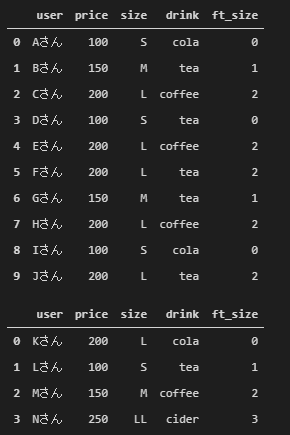 user price size drink ft_size
0 Aさん 100 S cola 0
1 Bさん 150 M tea 1
2 Cさん 200 L coffee 2
3 Dさん 100 S tea 0
4 Eさん 200 L coffee 2
5 Fさん 200 L tea 2
6 Gさん 150 M tea 1
7 Hさん 200 L coffee 2
8 Iさん 100 S cola 0
9 Jさん 200 L tea 2
user price size drink ft_size
0 Kさん 200 L cola 0
1 Lさん 100 S tea 1
2 Mさん 150 M coffee 2
3 Nさん 250 LL cider 3